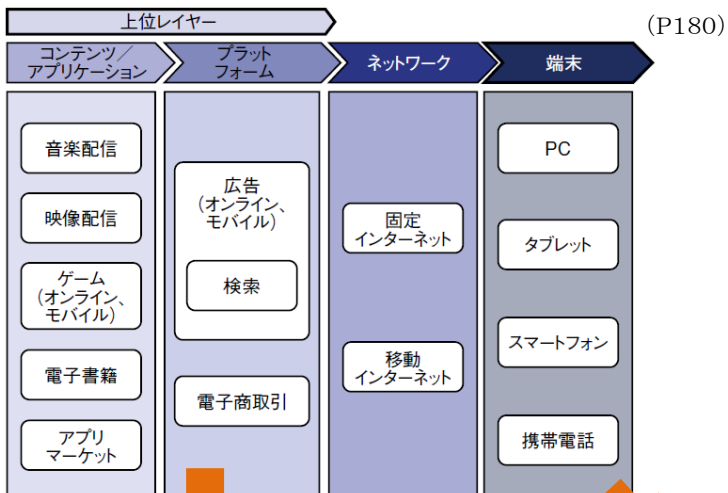 上位レイヤー
(P180)
コンテンツ／
アプリケーション
プラット
フォーム
ネットワーク
端末
音楽配信
映像配信
ゲーム
(オンライン、
モバイル)
電子書籍
アプリ
マーケット
広告
(オンライン、
モバイル)
検索
電子商取引
固定
インターネット
移動
インターネット
PC
タブレット
スマートフォン
携帯電話